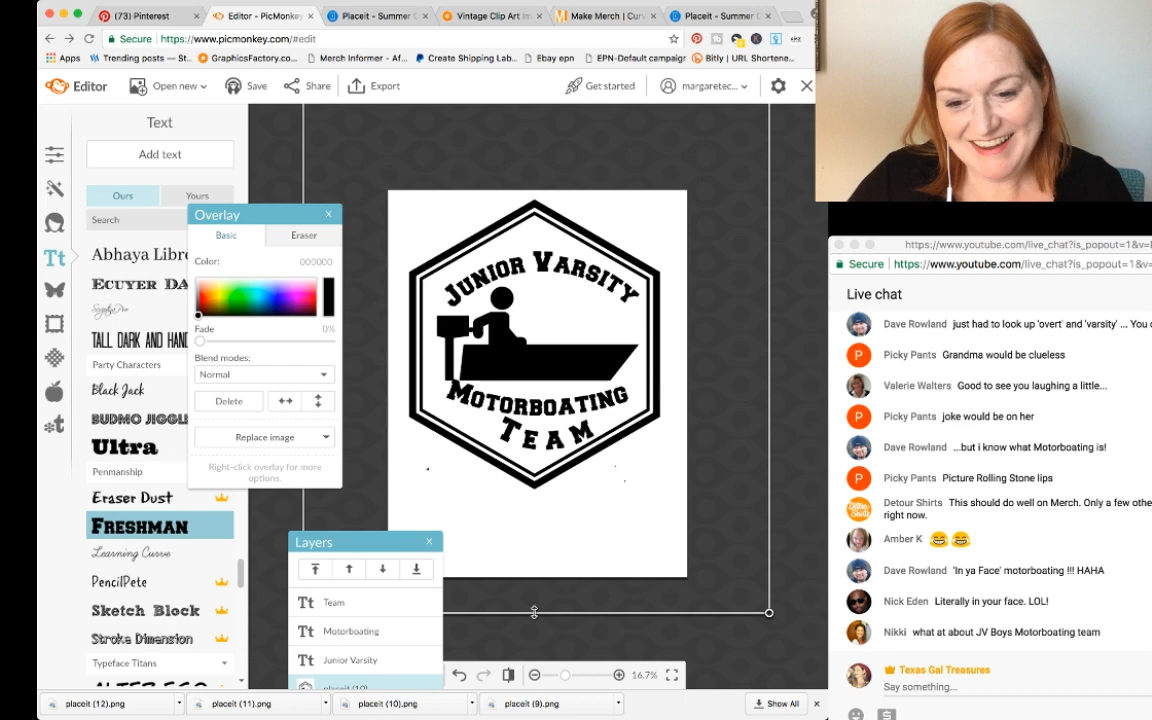 (73) Pinterest
Editor - PicMonkey
Placeit - Summer C
Vintage Clip Art Im
Make Merch | Cus
Placeit - Summer C
Secure https://www.picmonkey.com/#edit
Apps Trending posts — St... GraphicsFactory.co... Merch Informer - Af... Create Shipping Lab... Ebay epn EPN-Default campaign Bitly | URL Shortene...
Editor Open new Save Share Export Get started margaretec...
Text
Add text
Ours Yours
Search
Abhaya Libre
Ecuyer DA
TALL DARK AND HAND
Party Characters
Black Jack
BUDMO JIGGL
Ultra
Penmanship
Eraser Dust
Freshman
Learning Curve
PencilPete
Sketch Block
Stroke Dimension
Typeface Titans
Overlay
Basic Eraser
Color: 000000
Fade 0%
Blend modes:
Normal
Delete
Replace image
Right-click overlay for more
options.
Junior Varsity
Motorboating
Team
Layers
Tt Team
Tt Motorboating
Tt Junior Varsity
placeit (10)
16.7%
placeit (12).png
placeit (11).png
placeit (10).png
placeit (9).png
Show All
https://www.youtube.com/live_chat?is_popout=1&v=
Secure https://www.youtube.com/live_chat?is_popout=1&v=
Live chat
Dave Rowland just had to look up 'overt' and 'varsity' ... You
Picky Pants Grandma would be clueless
Valerie Walters Good to see you laughing a little...
Picky Pants joke would be on her
Dave Rowland ...but i know what Motorboating is!
Picky Pants Picture Rolling Stone lips
Detour Shirts This should do well on Merch. Only a few othe
right now.
Amber K 😂 😂
Dave Rowland 'In ya Face' motorboating !!! HAHA
Nick Eden Literally in your face. LOL!
Nikki what at about JV Boys Motorboating team
Texas Gal Treasures
Say something...